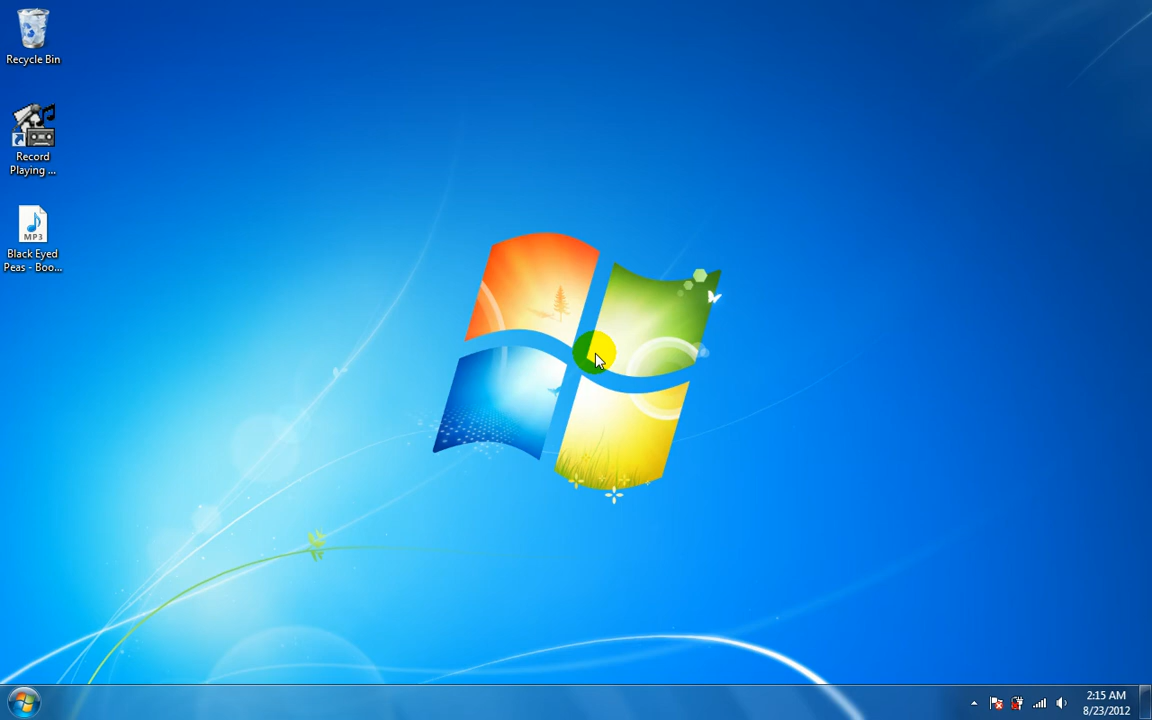 Recycle Bin
Record
Playing ...
MP3
Black Eyed
Peas - Boo...
2:15 AM
8/23/2012